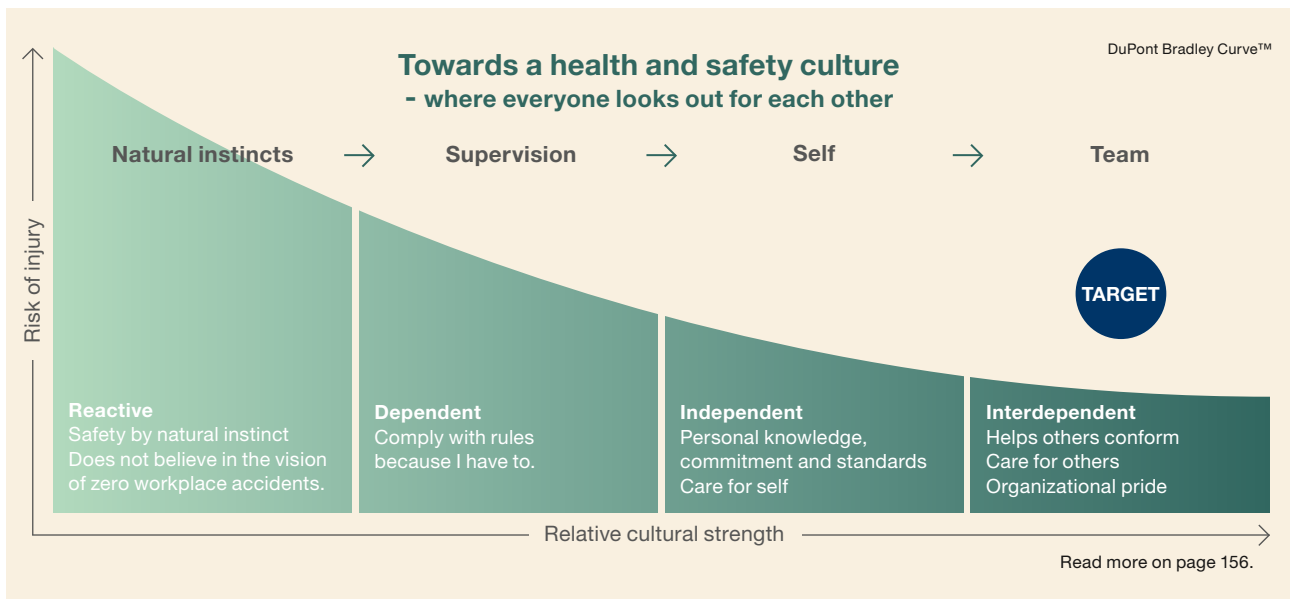 DuPont Bradley Curve™
Towards a health and safety culture
- where everyone looks out for each other
Natural instincts → Supervision → Self → Team
Risk of injury
TARGET
Reactive
Safety by natural instinct
Does not believe in the vision
of zero workplace accidents.
Dependent
Comply with rules
because I have to.
Independent
Personal knowledge,
commitment and standards
Care for self
Interdependent
Helps others conform
Care for others
Organizational pride
Relative cultural strength
Read more on page 156.